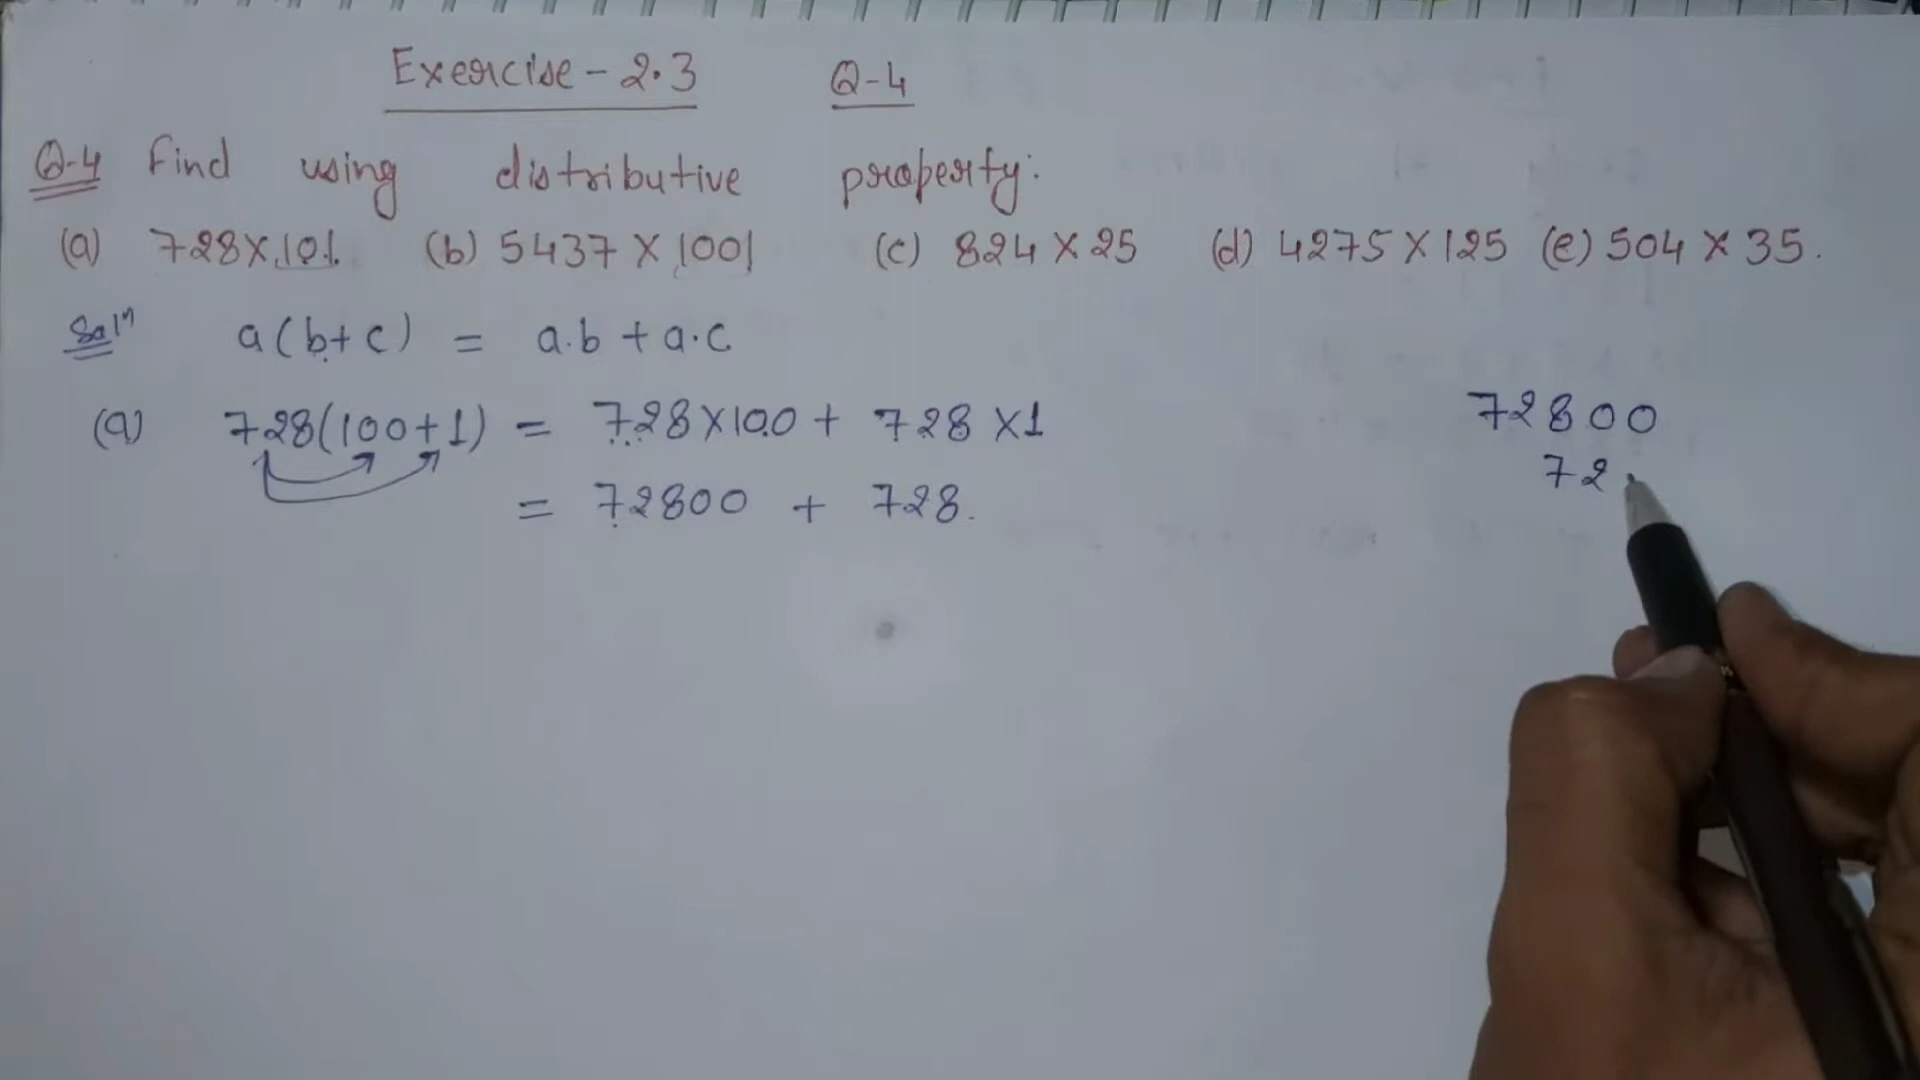 Exercise - 2.3 Q-4
Q-4 Find using distributive property:
(a) 728×101. (b) 5437 × 1001 (c) 824 × 25 (d) 4275 × 125 (e) 504 × 35.
Solⁿ a(b+c) = a.b + a.c
(a) 728(100+1) = 728×100 + 728 ×1
= 72800 + 728.
72800
72